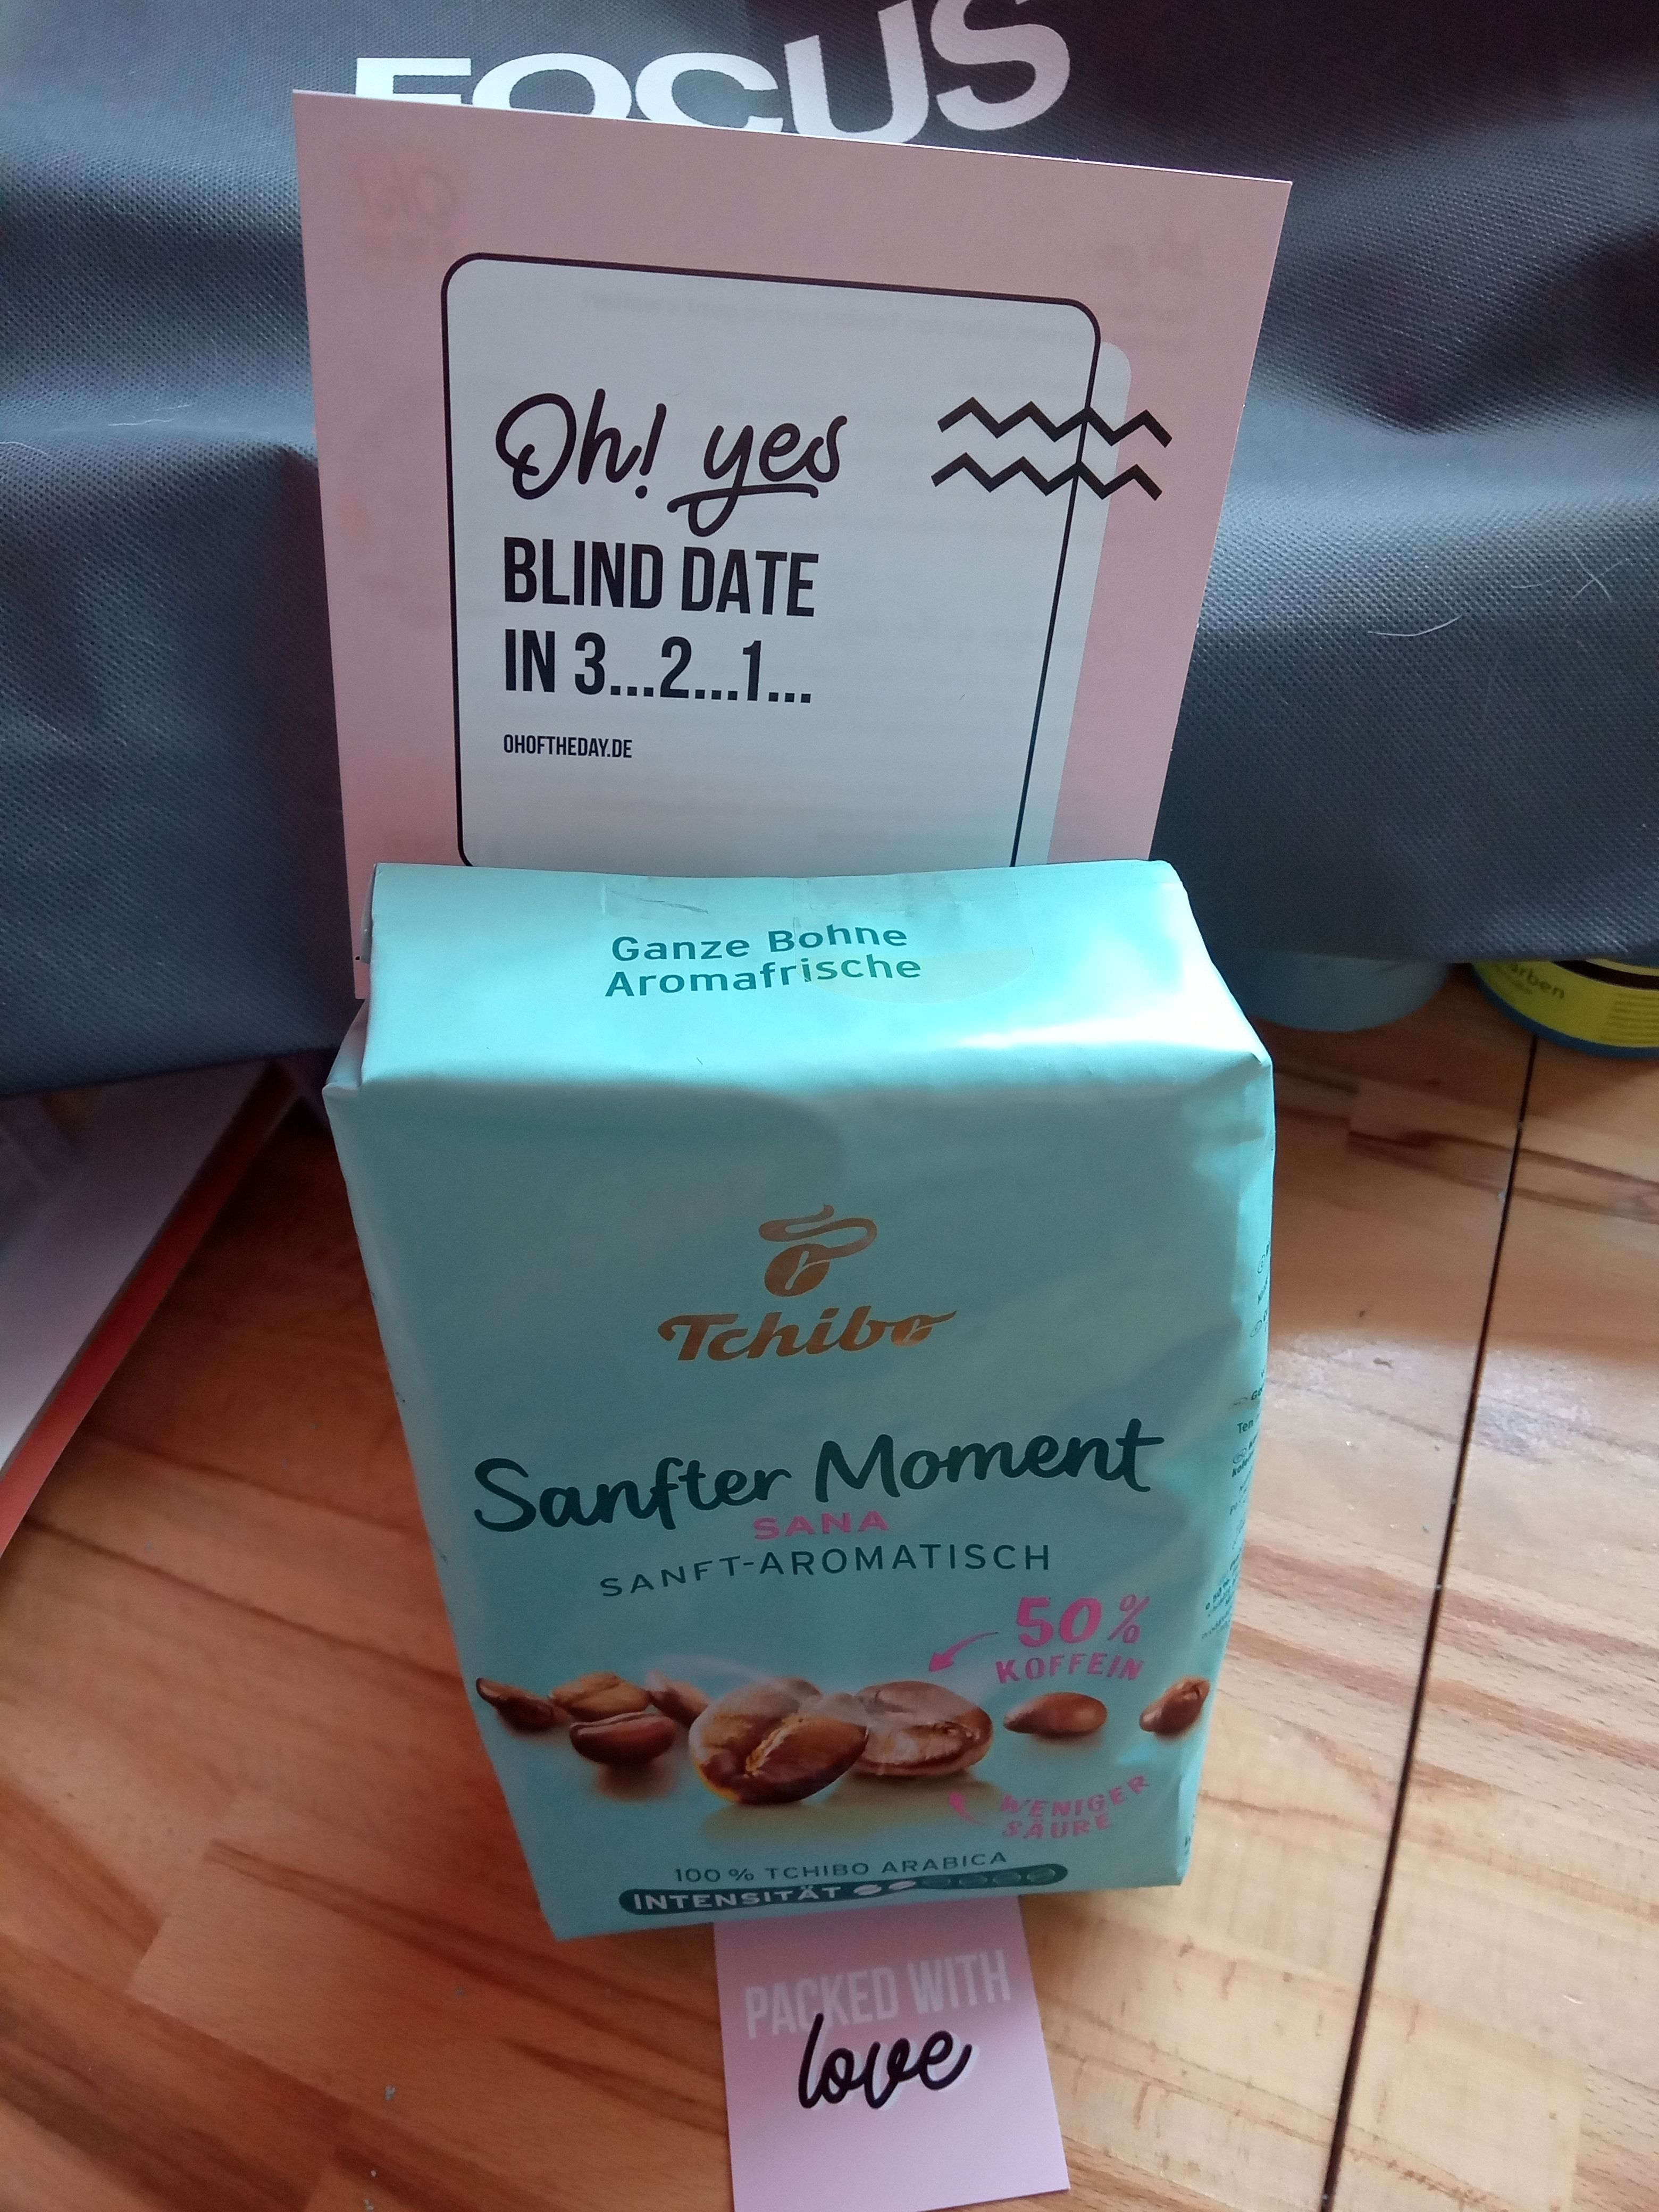 FOCUS
Oh! yes
BLIND DATE
IN 3...2...1...
OHOFTHEDAY.DE
Ganze Bohne
Aromafrische
Tchibo
Sanfter Moment
SANA
SANFT-AROMATISCH
50%
KOFFEIN
WENIGER
SÄURE
100% TCHIBO ARABICA
INTENSITÄT
PACKED WITH
love